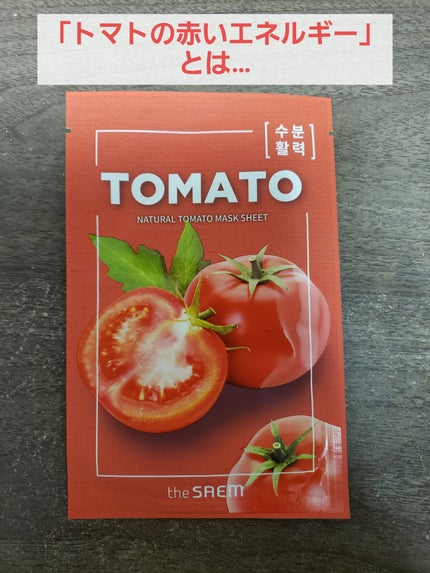 「トマトの赤いエネルギー」
とは…
수분
활력
TOMATO
NATURAL TOMATO MASK SHEET
the SAEM